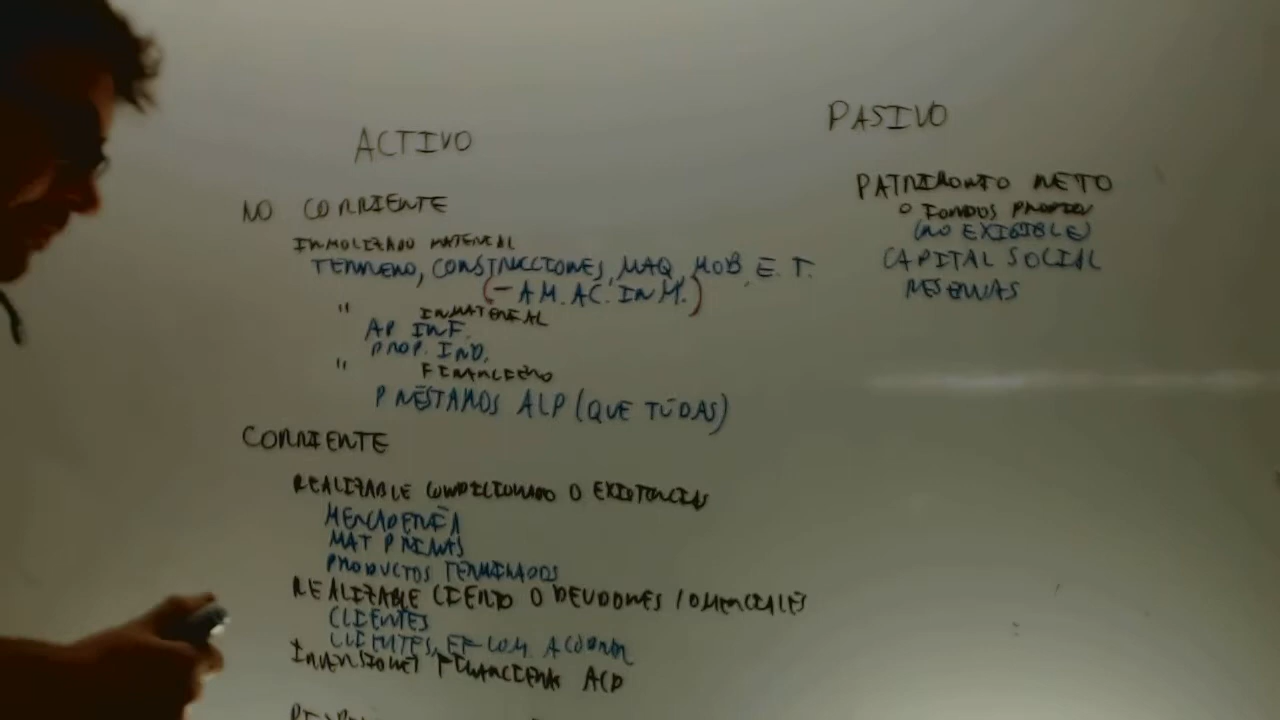 ACTIVO
NO CORRIENTE
INMOLIZADO MATERIAL
TERRENO, CONSTRUCCIONES, MAQ, MOB, E. T.
(- AM. AC. IN M.)
" INMATERIAL
AP INF.
PROP. IND.
" FINANCIERO
PRÉSTAMOS ALP (QUE TÚ DAS)
CORRIENTE
REALIZABLE CONDICIONADO O EXISTENCIAS
MERCADERÍA
MAT PRIMAS
PRODUCTOS TERMINADOS
REALIZABLE CIERTO O DEUDORES COMERCIALES
CLIENTES
CLIENTES, EF COM A COBRAR
INVERSIONES FINANCIERAS ACP
PASIVO
PATRIMONIO NETO
O FONDOS PROPIOS
(NO EXIGIBLE)
CAPITAL SOCIAL
RESERVAS